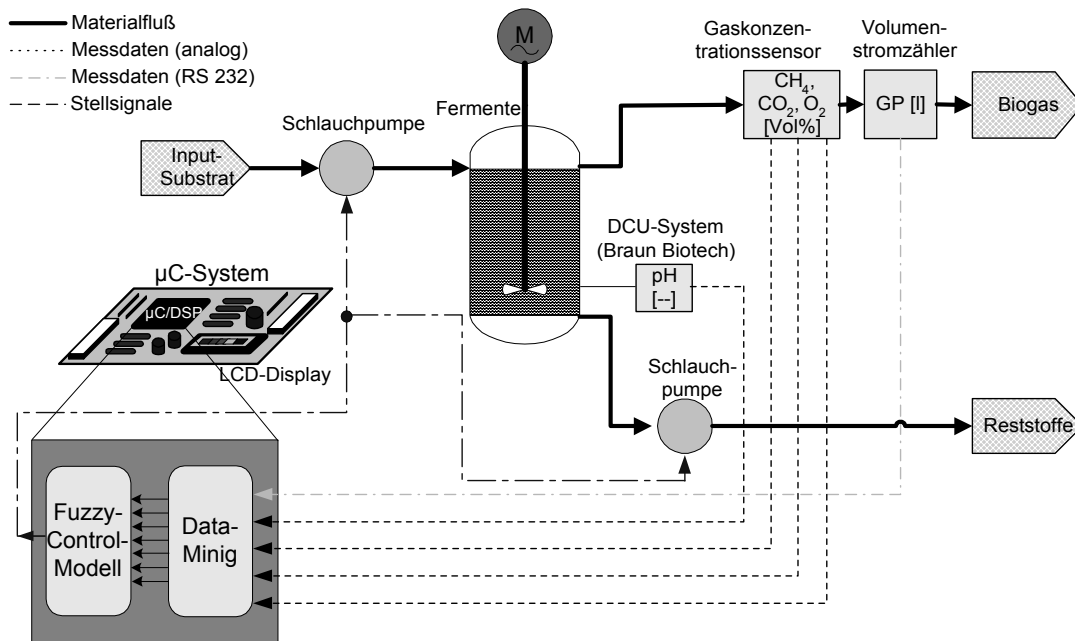 Materialfluß
Messdaten (analog)
Messdaten (RS 232)
Stellsignale
M
Gaskonzen-
trationssensor
Volumen-
stromzähler
CH4,
CO2, O2
[Vol%]
GP [l]
Biogas
Fermente
Schlauchpumpe
Input-
Substrat
DCU-System
(Braun Biotech)
pH
[--]
µC-System
µC/DSP
LCD-Display
Schlauch-
pumpe
Reststoffe
Fuzzy-
Control-
Modell
Data-
Minig